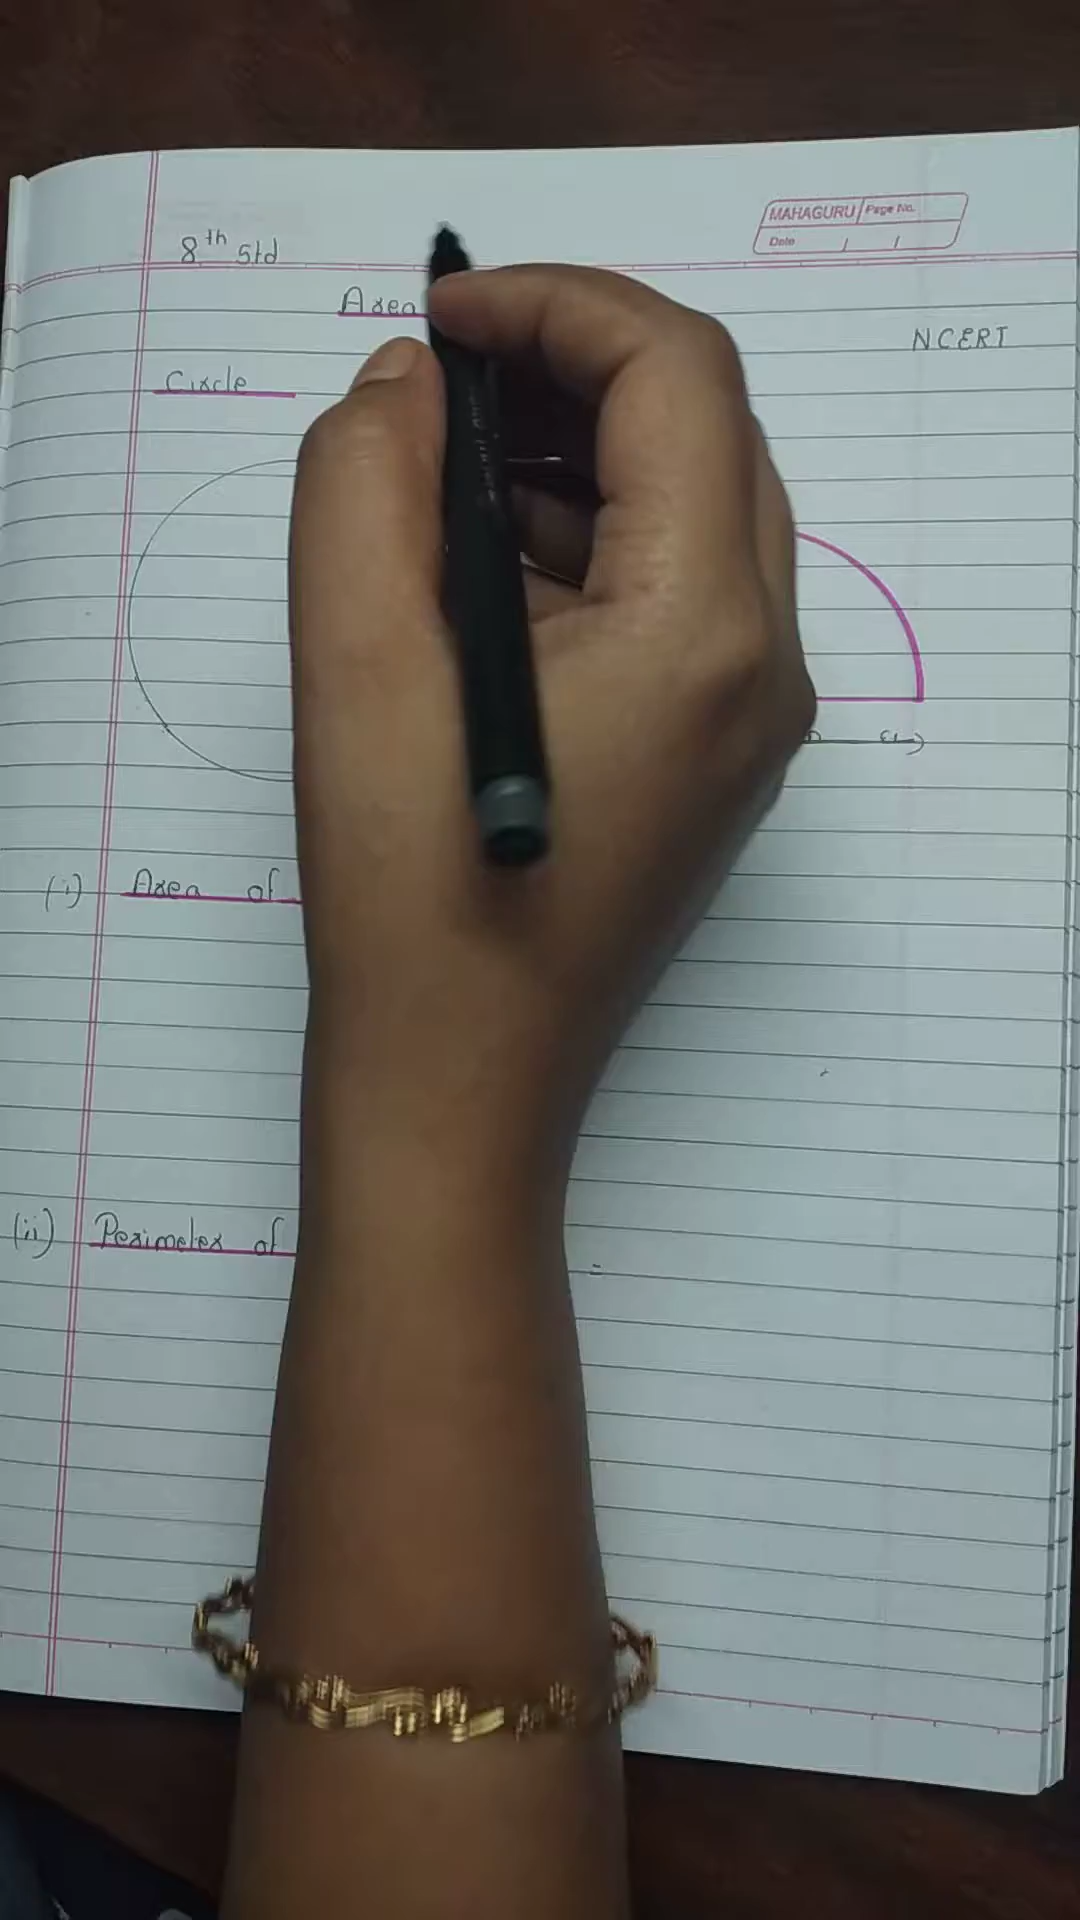 MAHAGURU Page No.
Date / /
8th Std
Area
NCERT
Circle
(i) Area of
(ii) Perimeter of
=